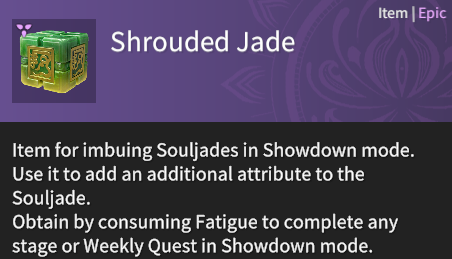 Item | Epic
Shrouded Jade
Item for imbuing Souljades in Showdown mode.
Use it to add an additional attribute to the
Souljade.
Obtain by consuming Fatigue to complete any
stage or Weekly Quest in Showdown mode.